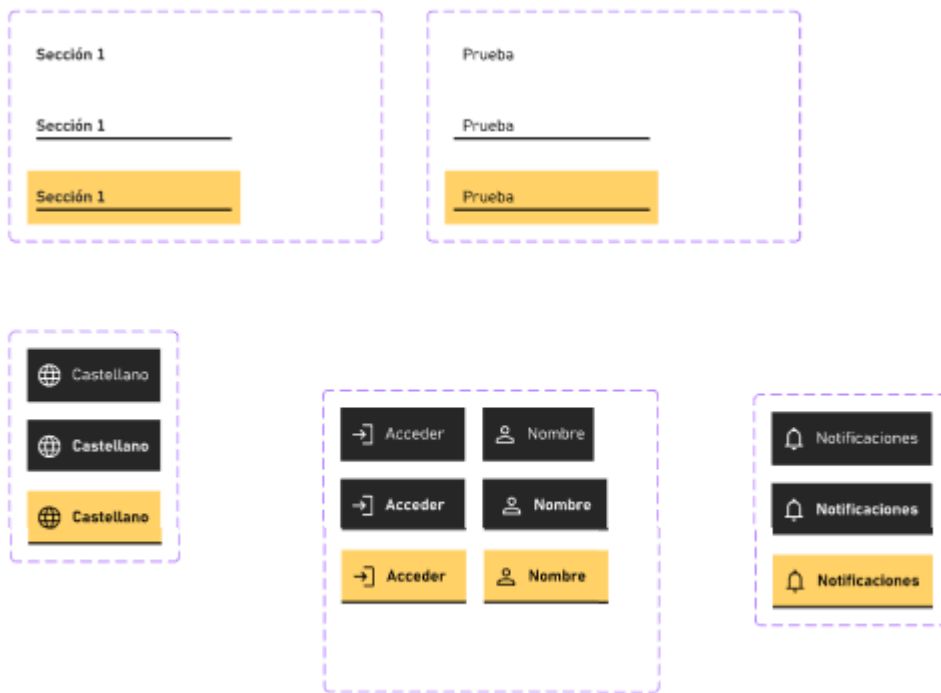 Sección 1
Sección 1
Sección 1
Prueba
Prueba
Prueba
Castellano
Castellano
Castellano
Acceder Nombre
Acceder Nombre
Acceder Nombre
Notificaciones
Notificaciones
Notificaciones